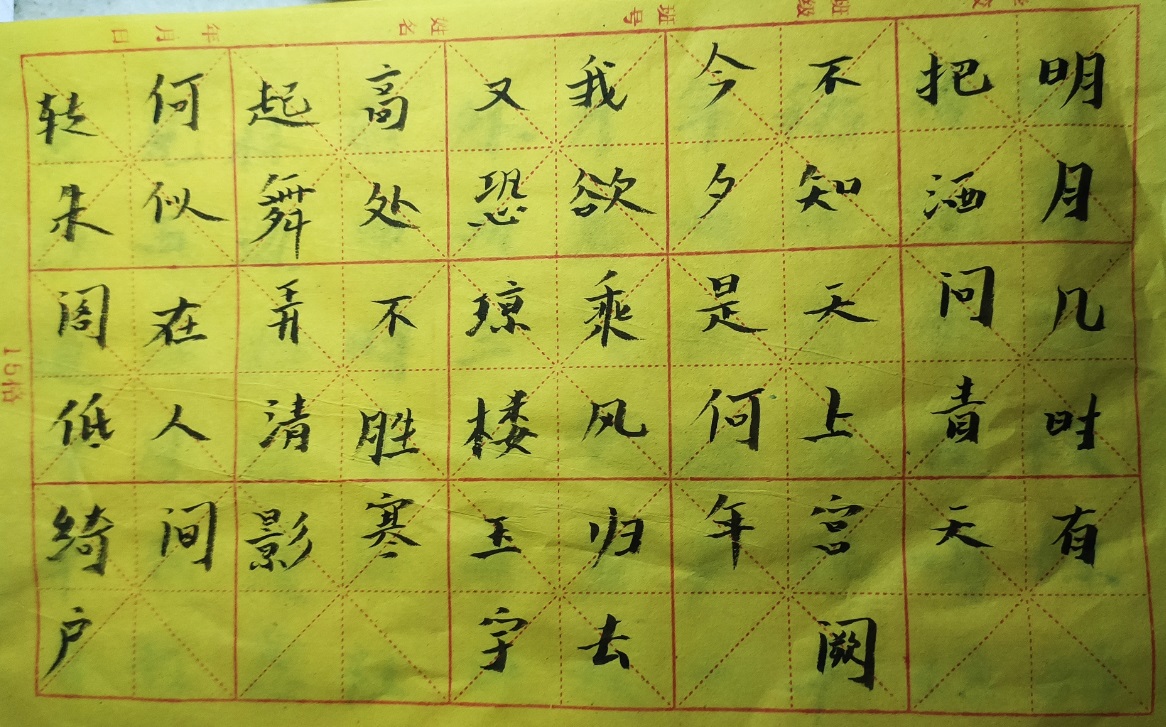 明月几时有
把酒问青天
不知天上宫阙
今夕是何年
我欲乘风归去
又恐琼楼玉宇
高处不胜寒
起舞弄清影
何似在人间
转朱阁低绮户
班级
班号
姓名
年 月 日
15格